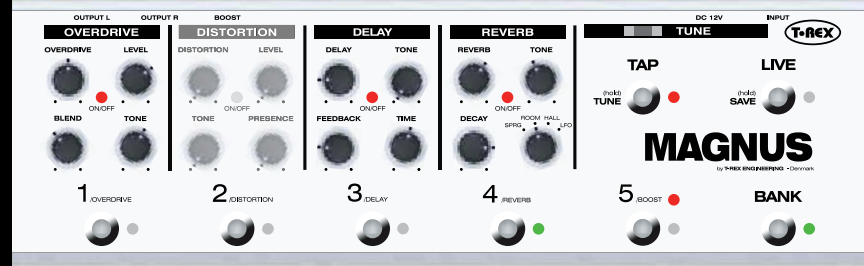 OUTPUT L OUTPUT R BOOST DC 12V INPUT
OVERDRIVE DISTORTION DELAY REVERB TUNE T-REX
OVERDRIVE LEVEL DISTORTION LEVEL DELAY TONE REVERB TONE
TAP LIVE
(hold) TUNE
(hold) SAVE
ON/OFF ON/OFF ON/OFF ON/OFF
BLEND TONE TONE PRESENCE FEEDBACK TIME DECAY
SPRG ROOM HALL LFO
MAGNUS
by T-REX ENGINEERING - Denmark
1 /OVERDRIVE 2 /DISTORTION 3 /DELAY 4 /REVERB 5 /BOOST BANK